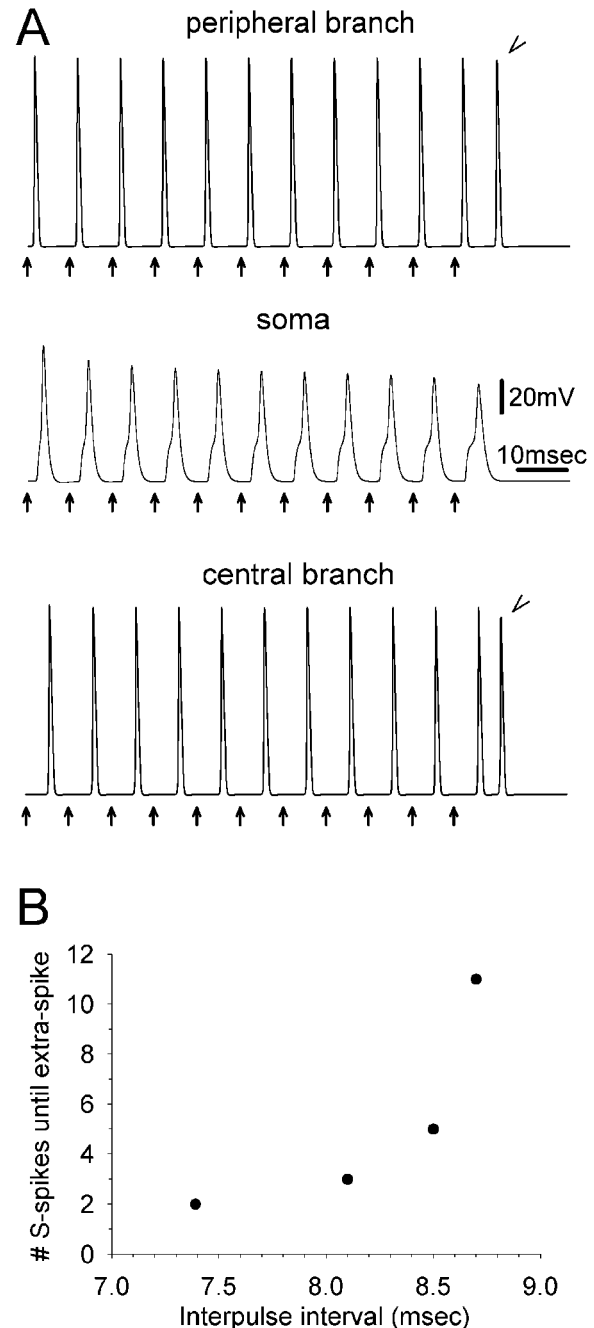 A
peripheral branch
soma
20mV
10msec
central branch
B
# S-spikes until extra-spike
12
10
8
6
4
2
0
7.0 7.5 8.0 8.5 9.0
Interpulse interval (msec)